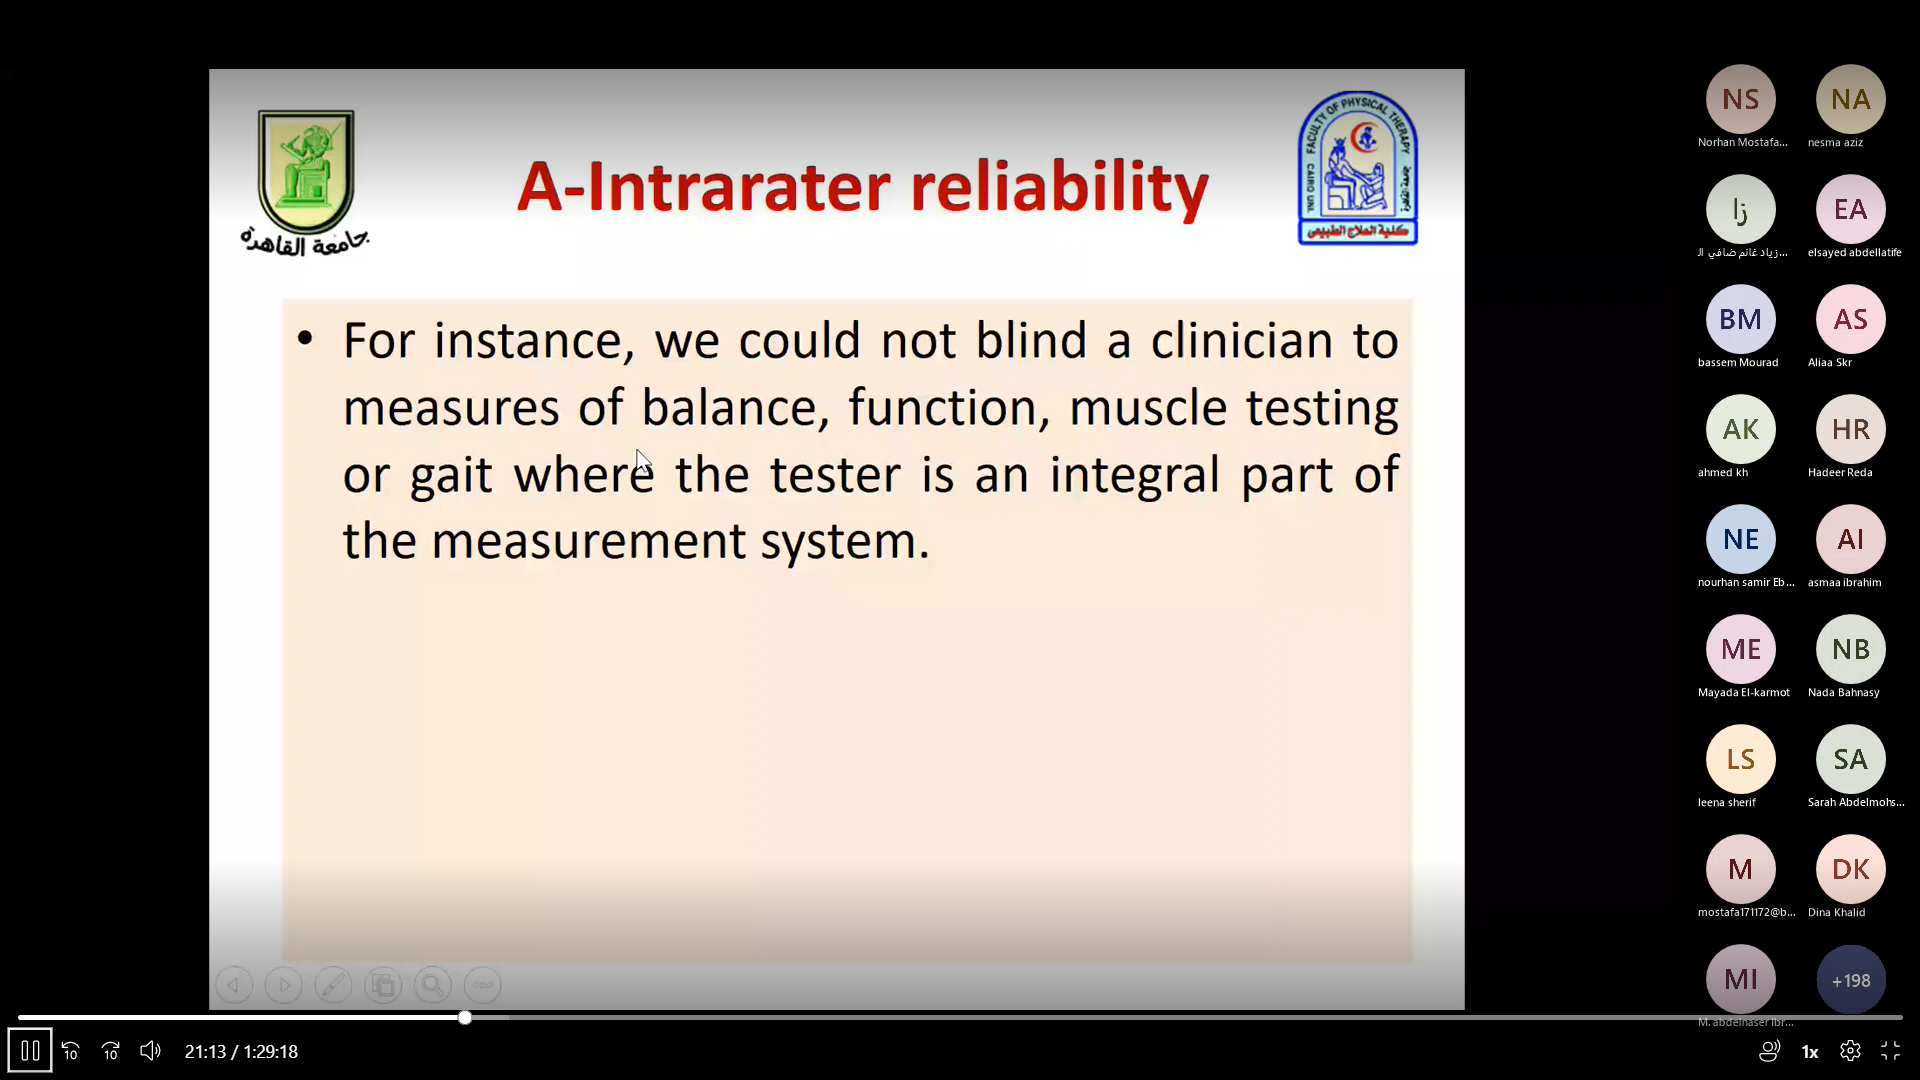 جامعة القاهرة
A-Intrarater reliability
FACULTY OF PHYSICAL THERAPY
CAIRO UNI.
جامعة القاهرة
كلية العلاج الطبيعى
• For instance, we could not blind a clinician to
measures of balance, function, muscle testing
or gait where the tester is an integral part of
the measurement system.
NS
NA
Norhan Mostafa...
nesma aziz
زا
EA
زياد غانم ضافي ال...
elsayed abdellatife
BM
AS
bassem Mourad
Aliaa Skr
AK
HR
ahmed kh
Hadeer Reda
NE
AI
nourhan samir Eb...
asmaa ibrahim
ME
NB
Mayada El-karmot
Nada Bahnasy
LS
SA
leena sherif
Sarah Abdelmohs...
M
DK
mostafa171172@b...
Dina Khalid
MI
+198
M. abdelnaser Ibr...
10
10
21:13 / 1:29:18
1x